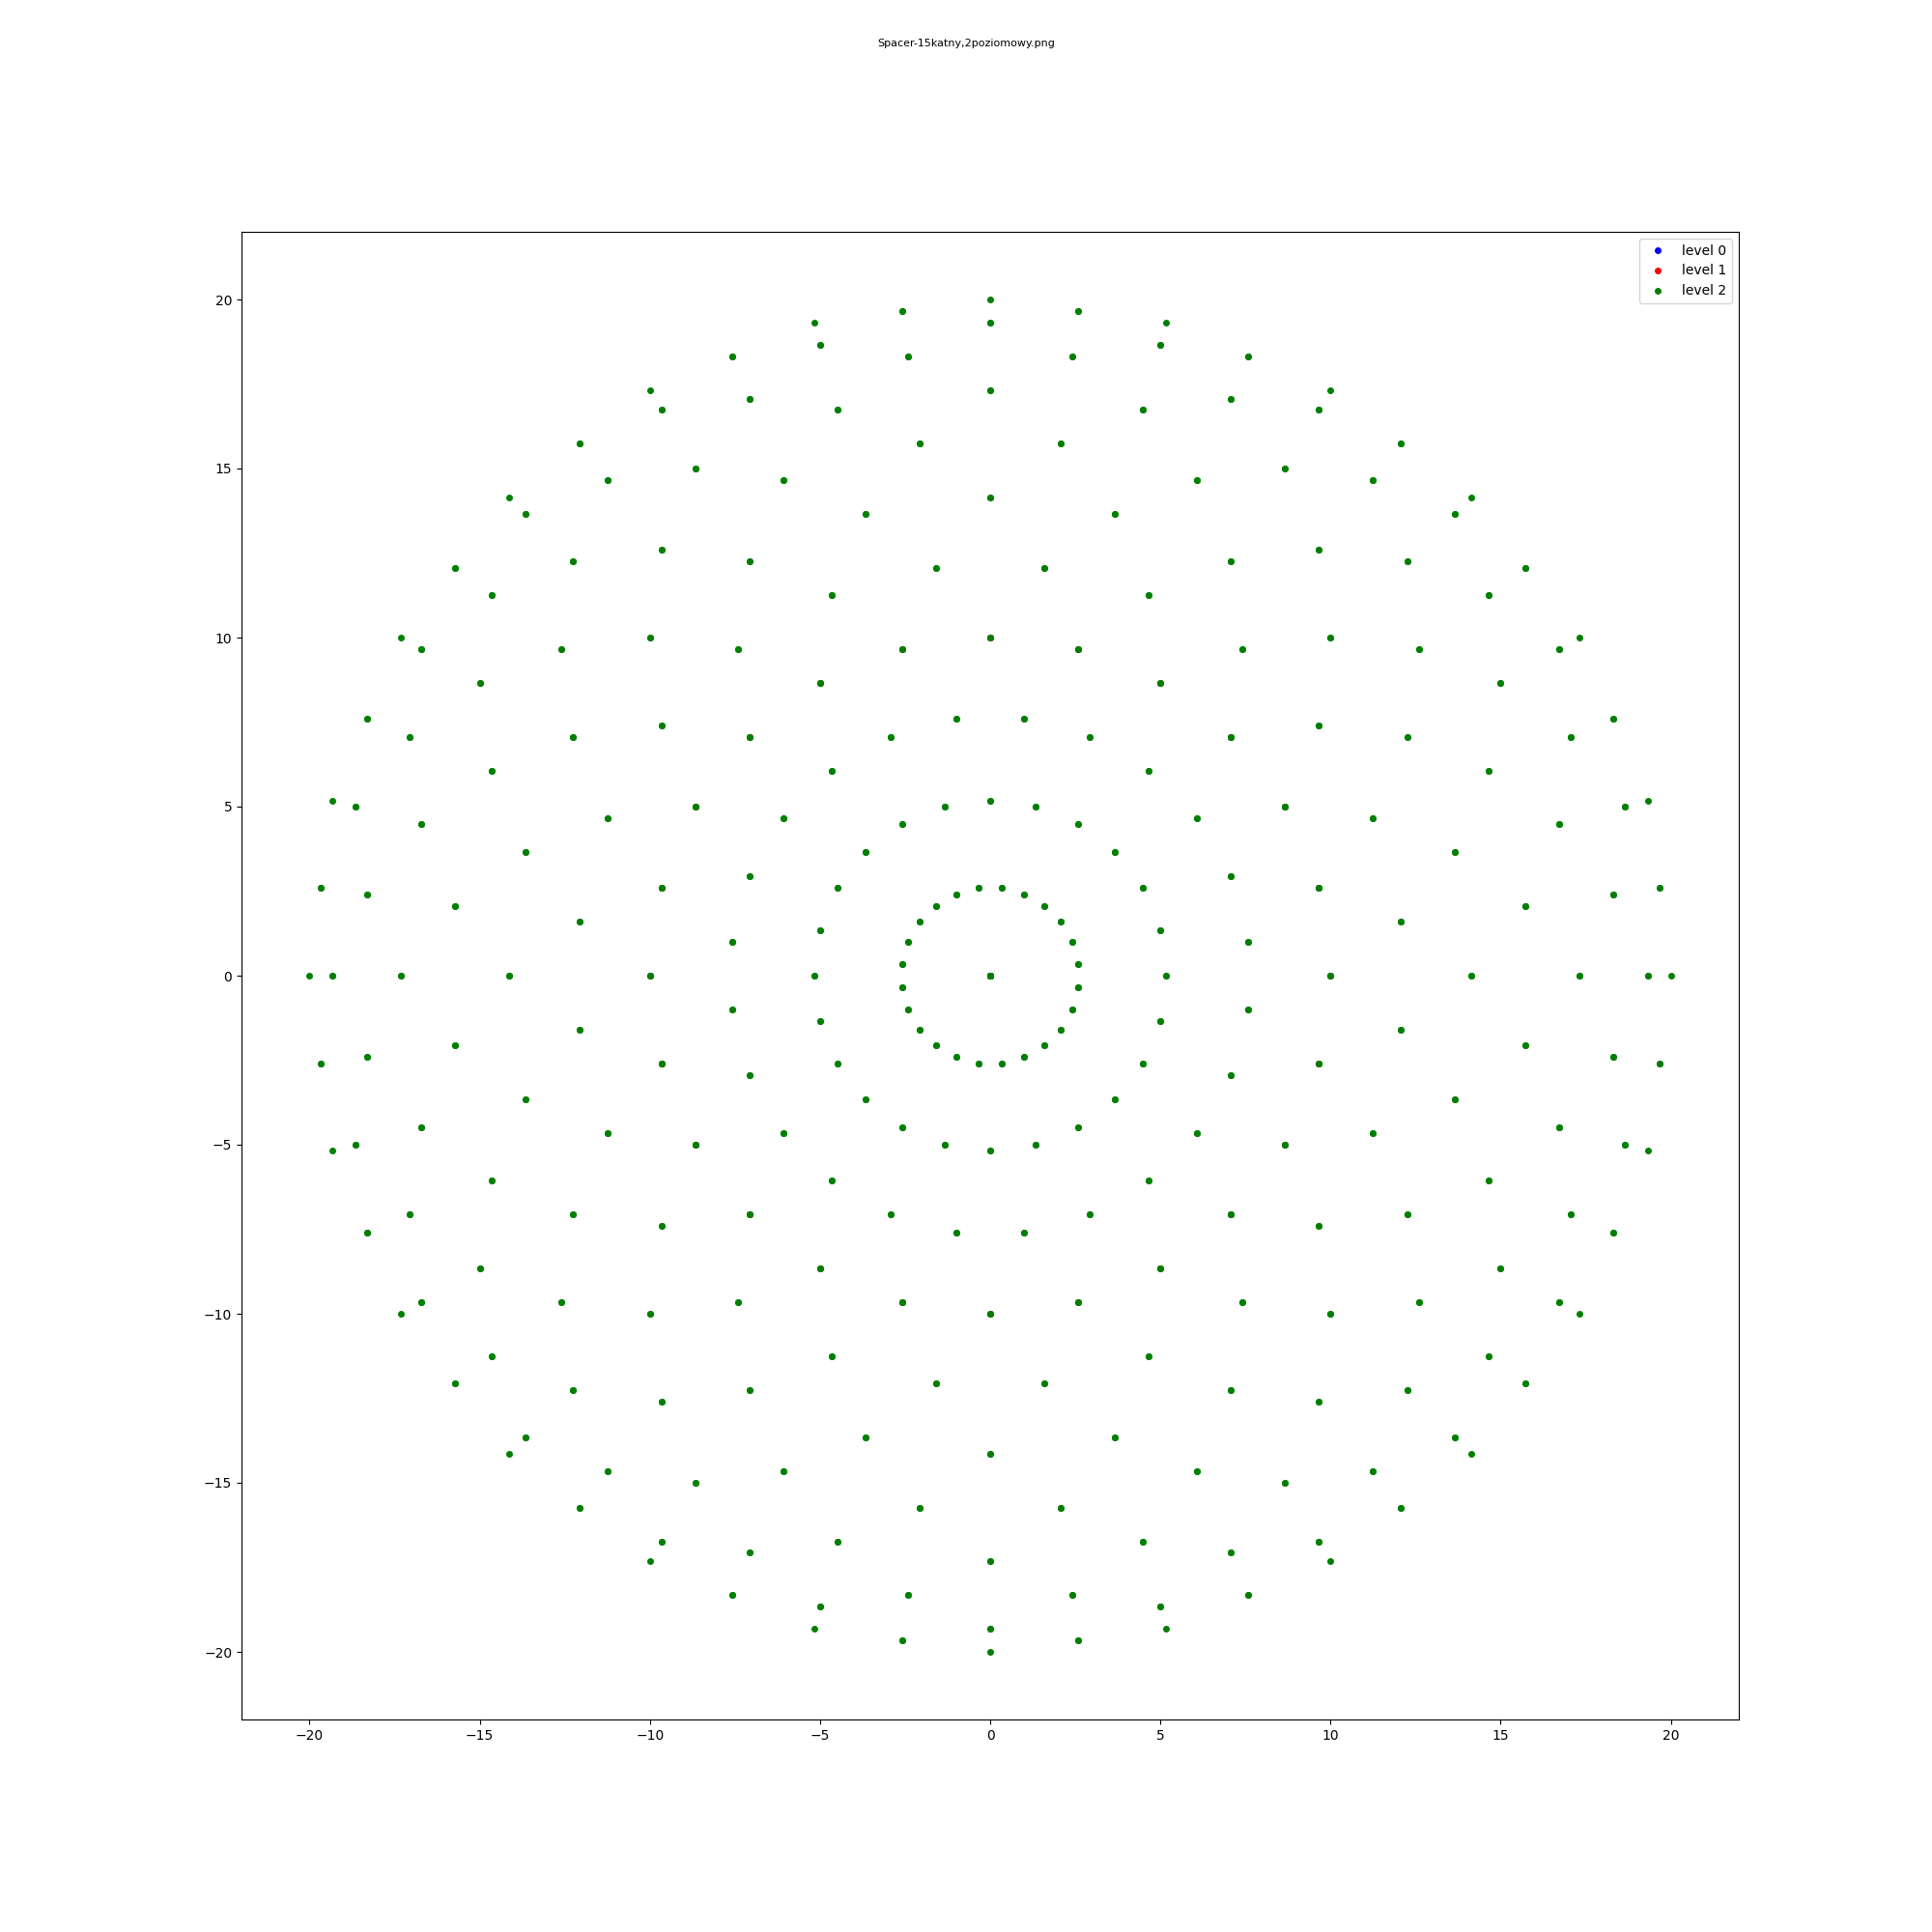 Spacer-15katny,2poziomowy.png
level 0
level 1
level 2
20
15
10
5
0
−5
−10
−15
−20
−20 −15 −10 −5 0 5 10 15 20